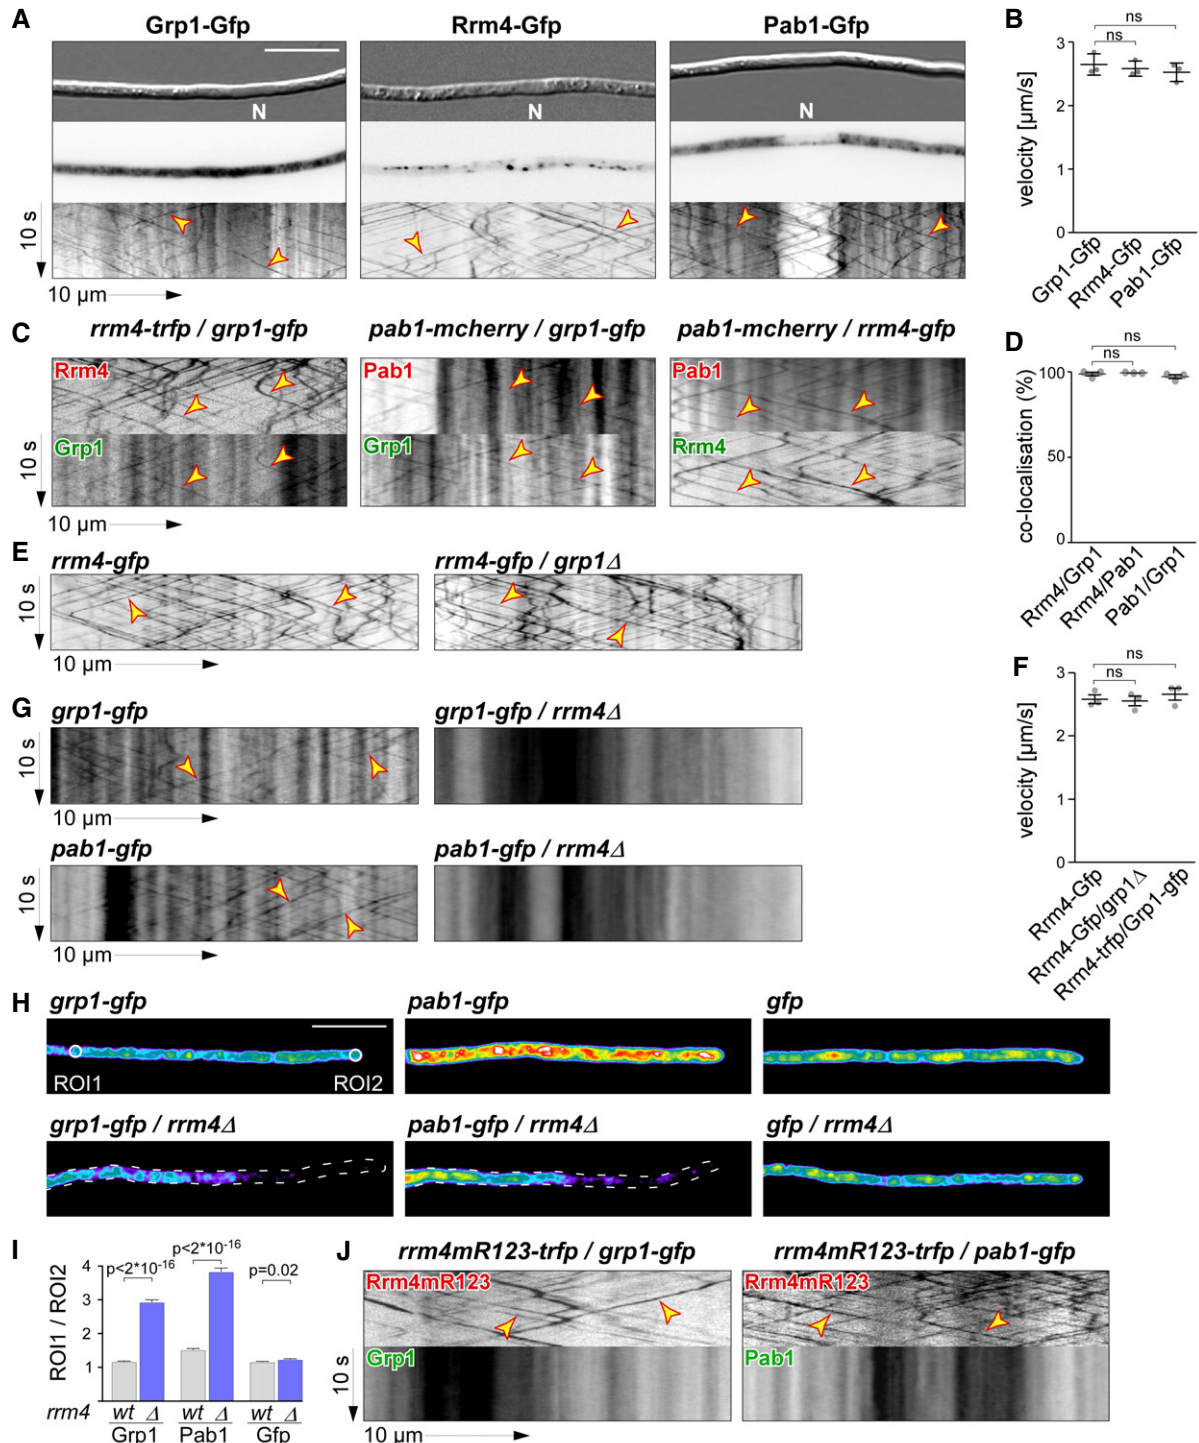 A
Grp1-Gfp
Rrm4-Gfp
Pab1-Gfp
N
N
N
10 s
10 µm
B
ns
ns
velocity [µm/s]
3
2
1
0
Grp1-Gfp
Rrm4-Gfp
Pab1-Gfp
C
rrm4-trfp / grp1-gfp
pab1-mcherry / grp1-gfp
pab1-mcherry / rrm4-gfp
Rrm4
Pab1
Pab1
Grp1
Grp1
Rrm4
10 s
10 µm
D
ns
ns
co-localisation (%)
100
50
0
Rrm4/Grp1
Rrm4/Pab1
Pab1/Grp1
E
rrm4-gfp
rrm4-gfp / grp1Δ
10 s
10 µm
F
ns
ns
velocity [µm/s]
3
2
1
0
Rrm4-Gfp
Rrm4-Gfp/grp1Δ
Rrm4-trfp/Grp1-gfp
G
grp1-gfp
grp1-gfp / rrm4Δ
10 s
10 µm
pab1-gfp
pab1-gfp / rrm4Δ
10 s
10 µm
H
grp1-gfp
pab1-gfp
gfp
ROI1
ROI2
grp1-gfp / rrm4Δ
pab1-gfp / rrm4Δ
gfp / rrm4Δ
I
p<2*10-16
p<2*10-16
p=0.02
ROI1 / ROI2
4
3
2
1
rrm4
wt Δ
wt Δ
wt Δ
Grp1
Pab1
Gfp
J
rrm4mR123-trfp / grp1-gfp
rrm4mR123-trfp / pab1-gfp
Rrm4mR123
Rrm4mR123
Grp1
Pab1
10 s
10 µm